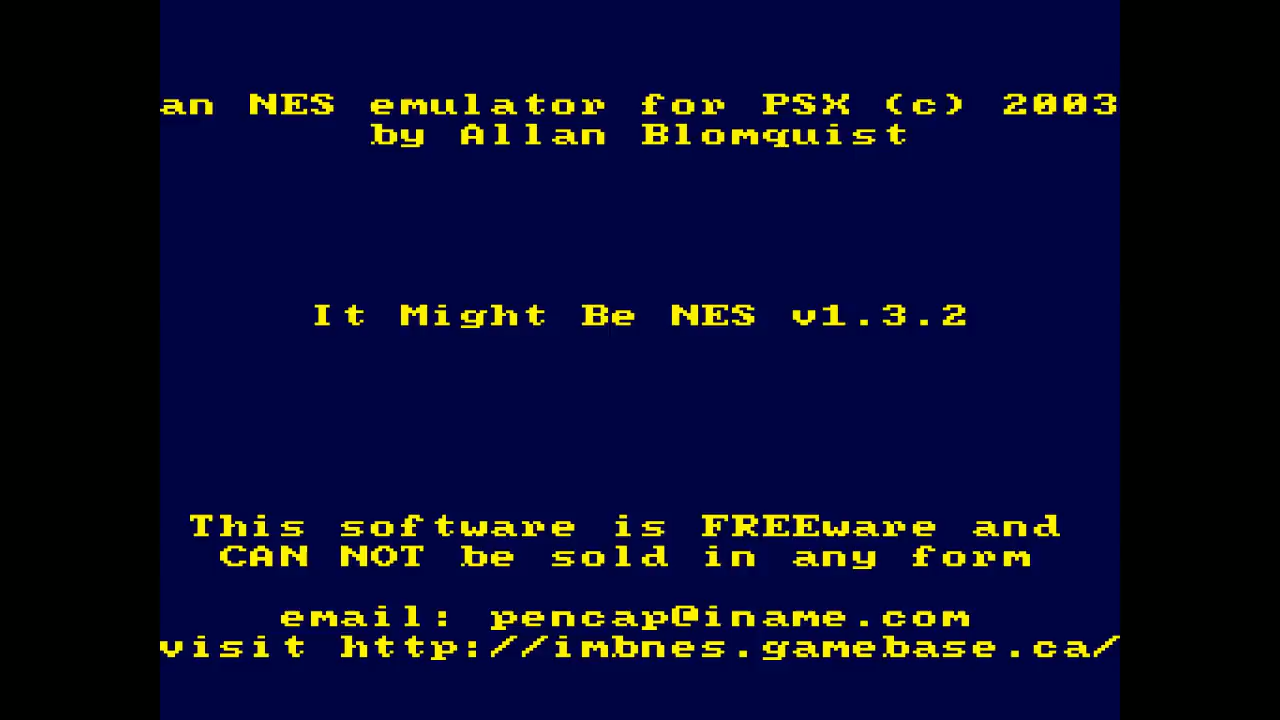 an NES emulator for PSX (c) 2003
by Allan Blomquist
It Might Be NES v1.3.2
This software is FREEware and
CAN NOT be sold in any form
email: pencap@iname.com
visit http://imbnes.gamebase.ca/